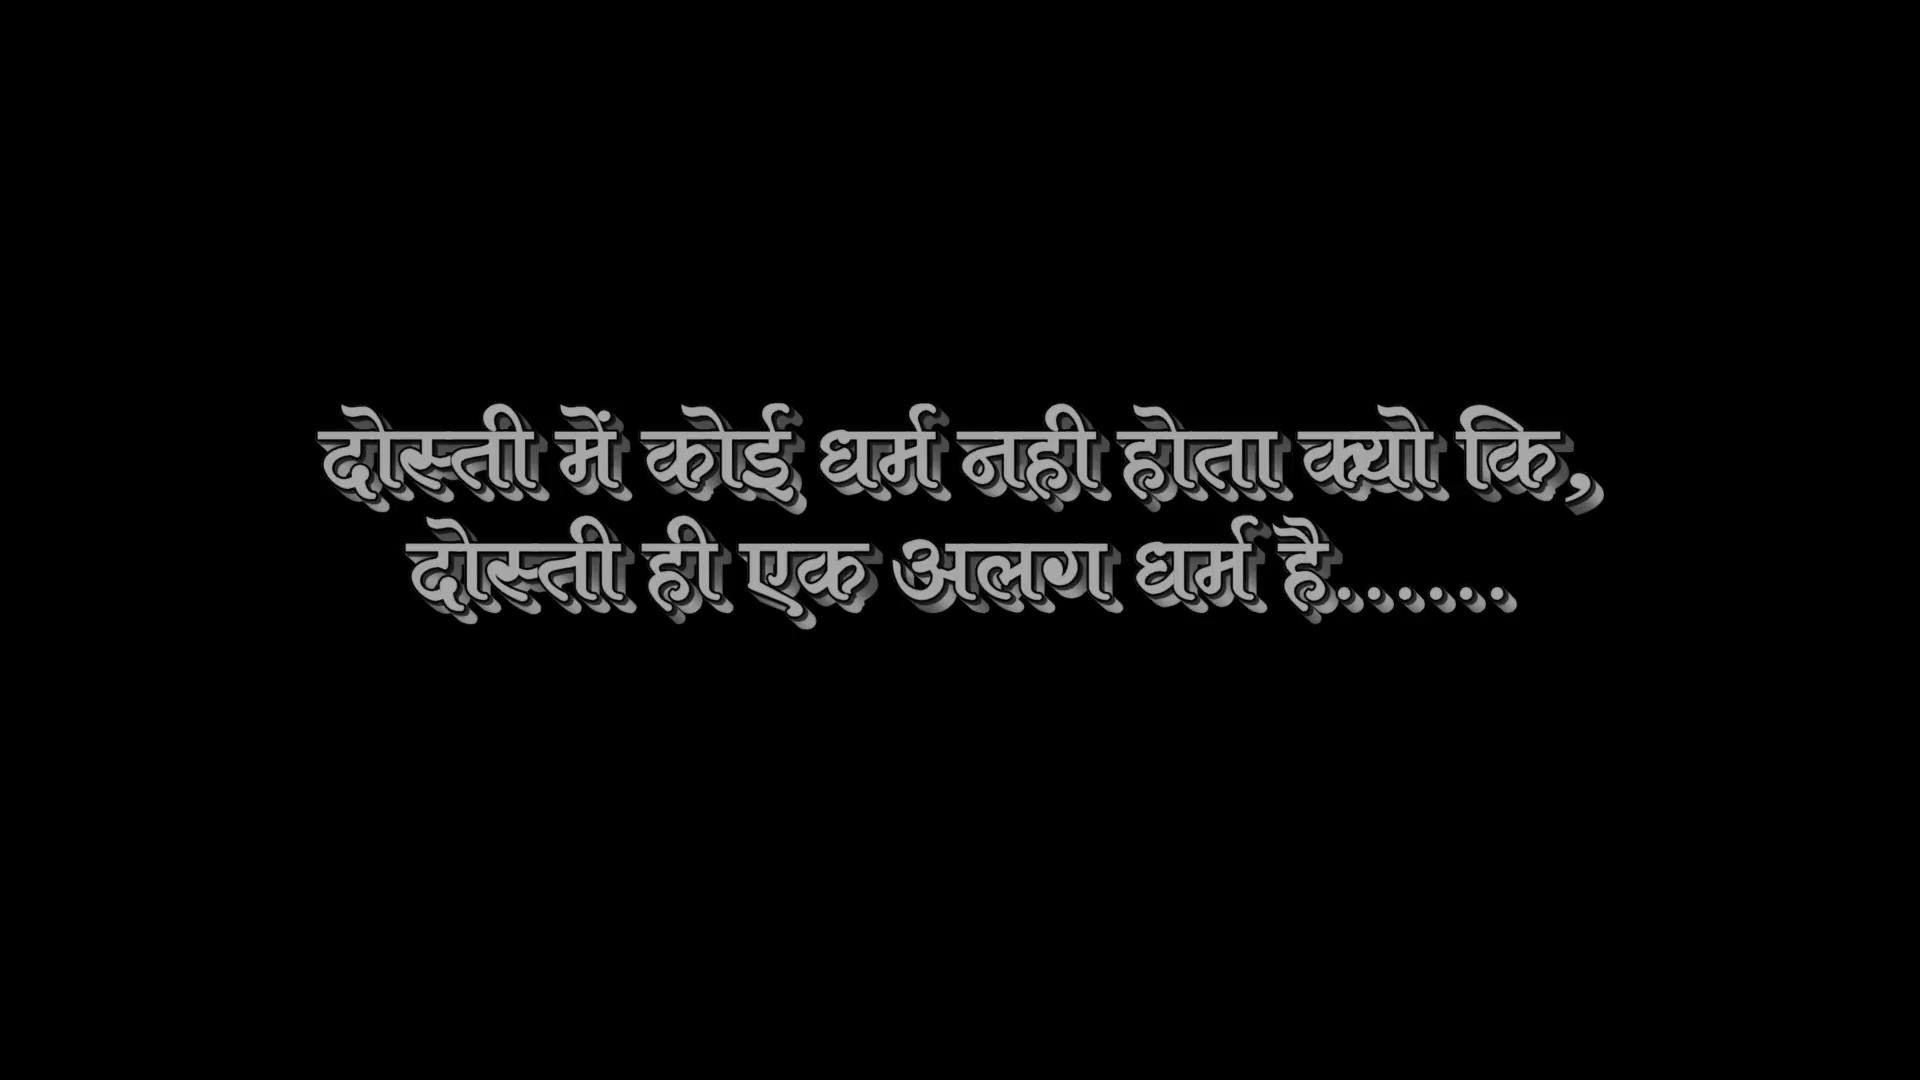 दोस्ती में कोई धर्म नही होता क्यो कि,
दोस्ती ही एक अलग धर्म है......